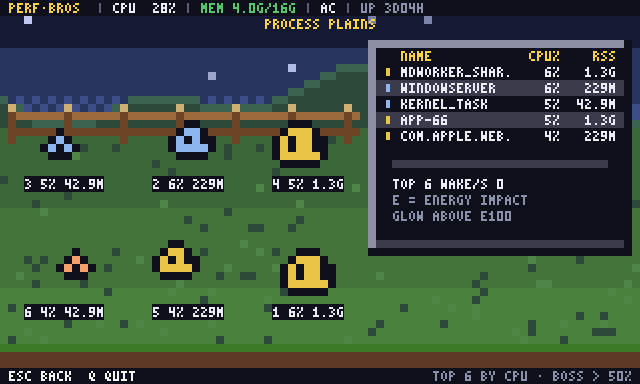 PERF·BROS | CPU 28% | MEM 4.0G/16G | AC | UP 3D04H
PROCESS PLAINS
NAME CPU% RSS
MDWORKER_SHAR. 6% 1.3G
WINDOWSERVER 6% 229M
KERNEL_TASK 5% 42.9M
APP-66 5% 1.3G
COM.APPLE.WEB. 4% 229M
TOP 6 WAKE/S 0
E = ENERGY IMPACT
GLOW ABOVE E100
3 5% 42.9M
2 6% 229M
4 5% 1.3G
6 4% 42.9M
5 4% 229M
1 6% 1.3G
ESC BACK Q QUIT
TOP 6 BY CPU · BOSS > 50%